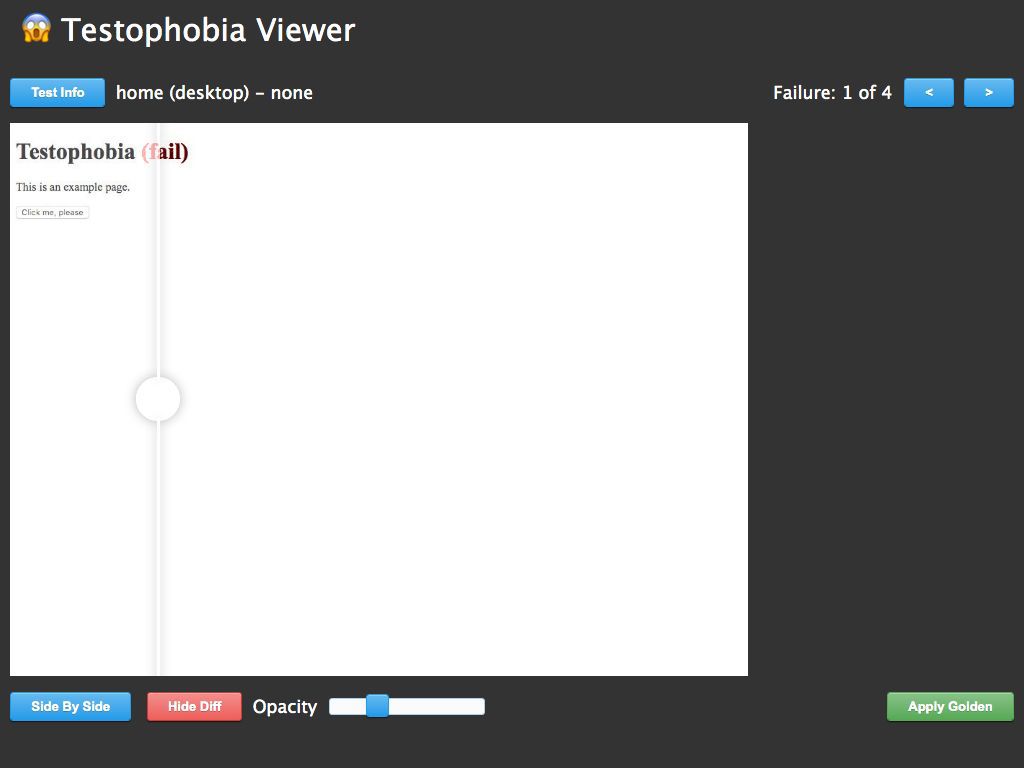 😱 Testophobia Viewer
Test Info home (desktop) – none Failure: 1 of 4 < >
Testophobia (fail)
This is an example page.
Click me, please
Side By Side Hide Diff Opacity Apply Golden